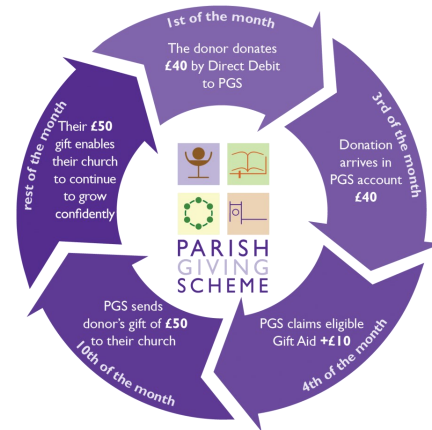 1st of the month
The donor donates
£40 by Direct Debit
to PGS
3rd of the month
Donation
arrives in
PGS account
£40
4th of the month
PGS claims eligible
Gift Aid +£10
10th of the month
PGS sends
donor's gift of £50
to their church
rest of the month
Their £50
gift enables
their church
to continue
to grow
confidently
PARISH
GIVING
SCHEME